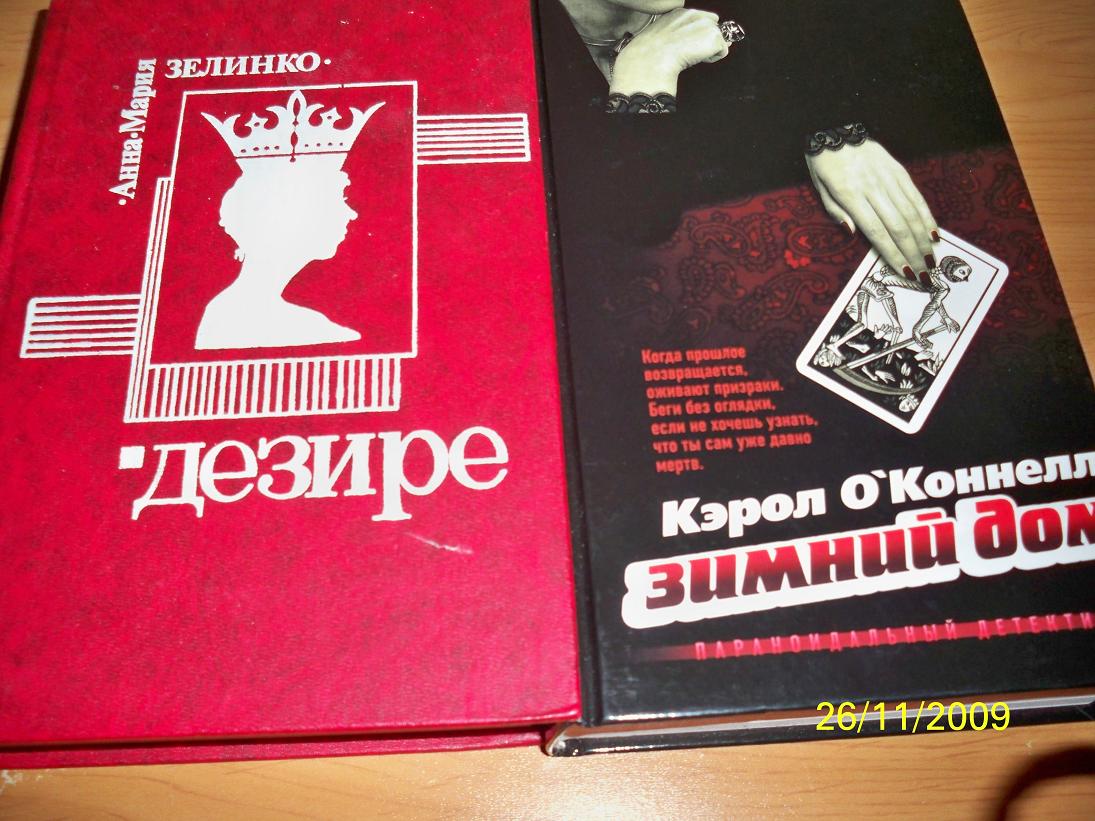 ·Анна·Мария
ЗЕЛИНКО·
·дезире
Когда прошлое
возвращается,
оживают призраки.
Беги без оглядки,
если не хочешь узнать,
что ты сам уже давно
мертв.
Кэрол О`Коннелл
зимний дом
ПАРАНОИДАЛЬНЫЙ ДЕТЕКТИ
26/11/2009